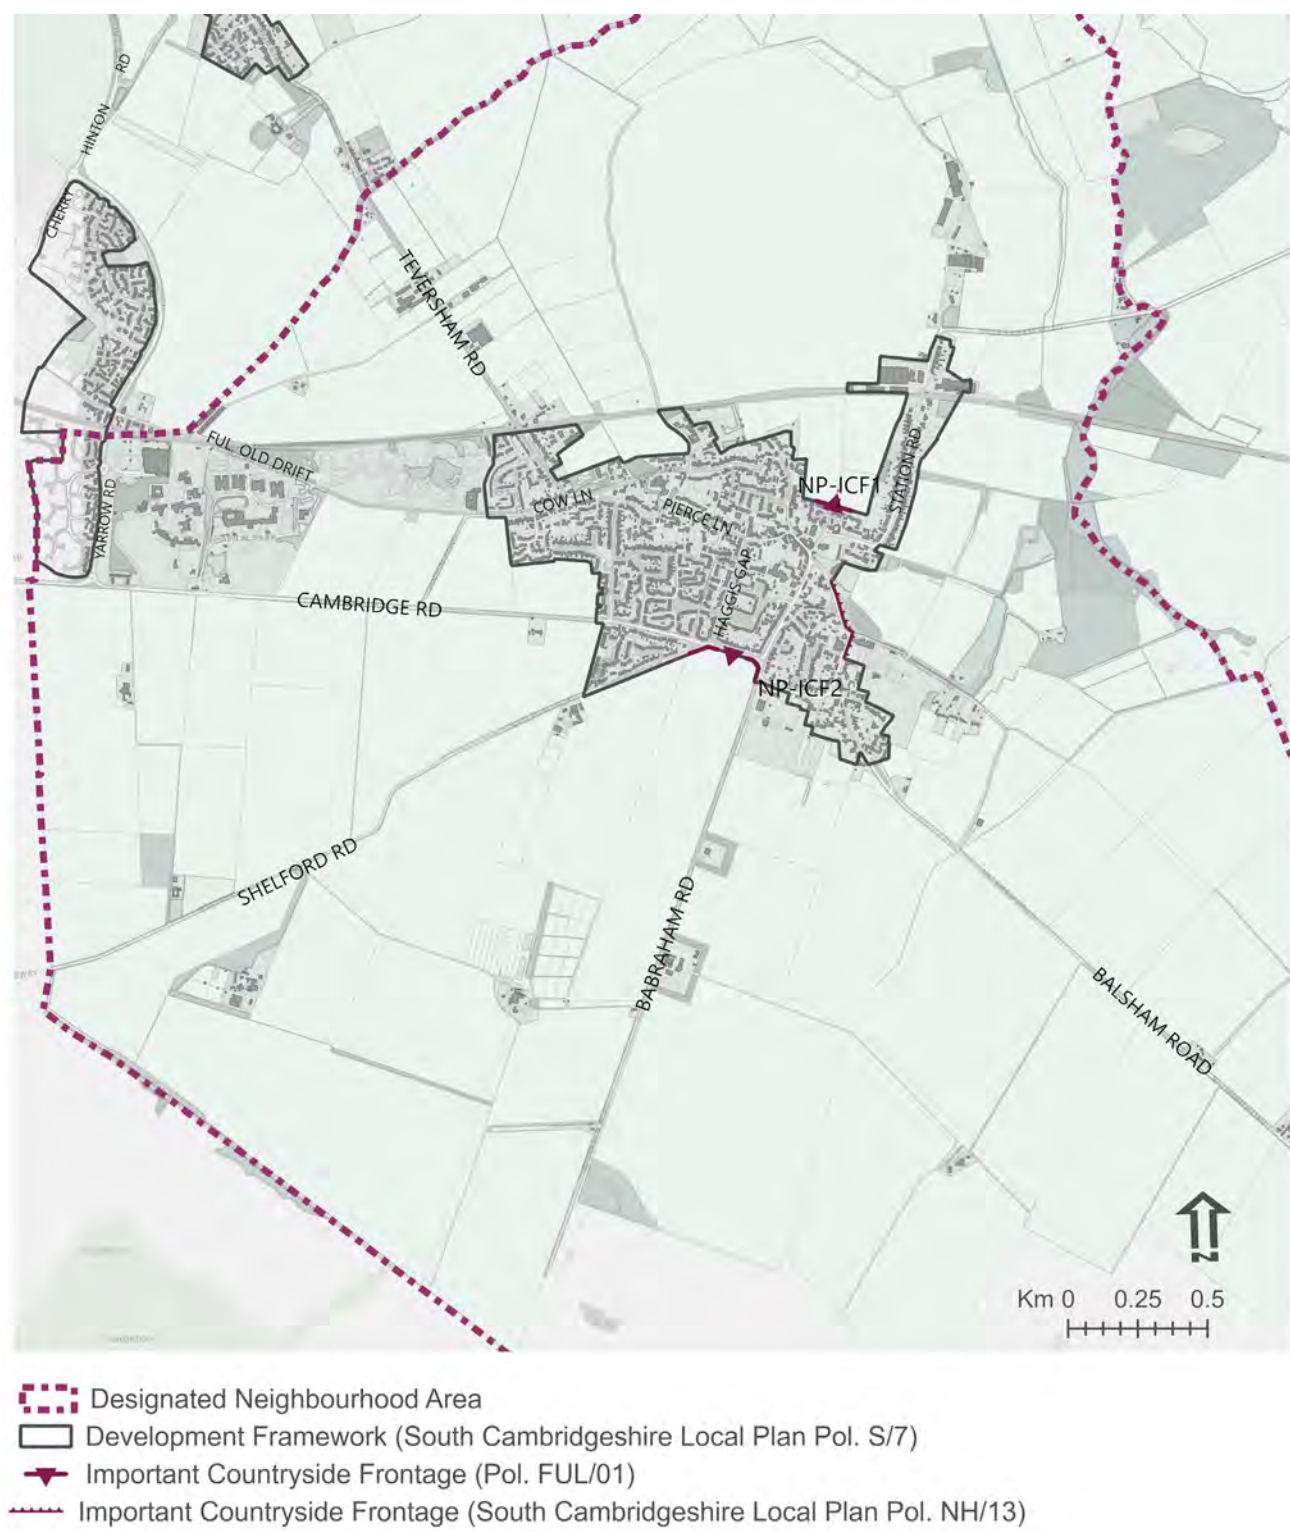 RD
HINTON
CHERRY
TEVERSHAM RD
FUL. OLD DRIFT
YARROW RD
COW LN
PIERCE LN
NP-ICF1
STATION RD
HAGGIS GAP
CAMBRIDGE RD
NP-ICF2
SHELFORD RD
BABRAHAM RD
BALSHAM ROAD
N
Km 0 0.25 0.5
Designated Neighbourhood Area
Development Framework (South Cambridgeshire Local Plan Pol. S/7)
Important Countryside Frontage (Pol. FUL/01)
Important Countryside Frontage (South Cambridgeshire Local Plan Pol. NH/13)